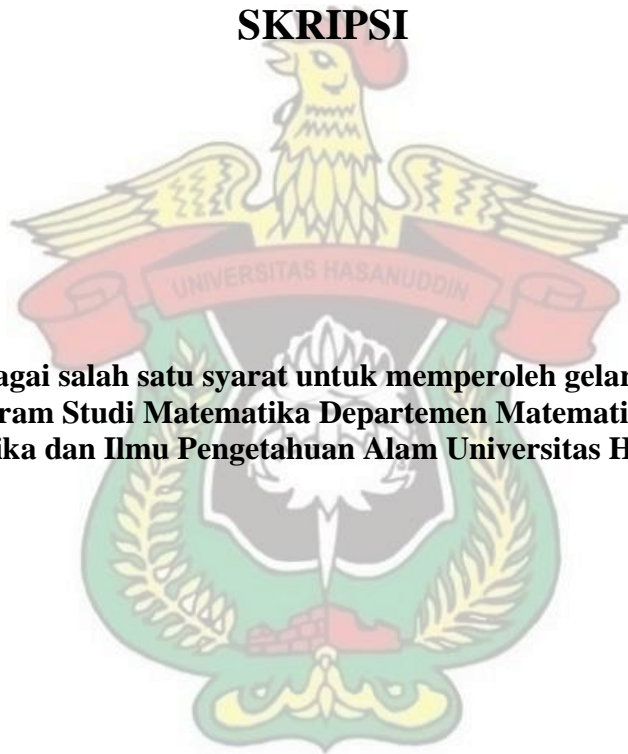 SKRIPSI
UNIVERSITAS HASANUDDIN
agai salah satu syarat untuk memperoleh gelar
ram Studi Matematika Departemen Matemati
ika dan Ilmu Pengetahuan Alam Universitas H